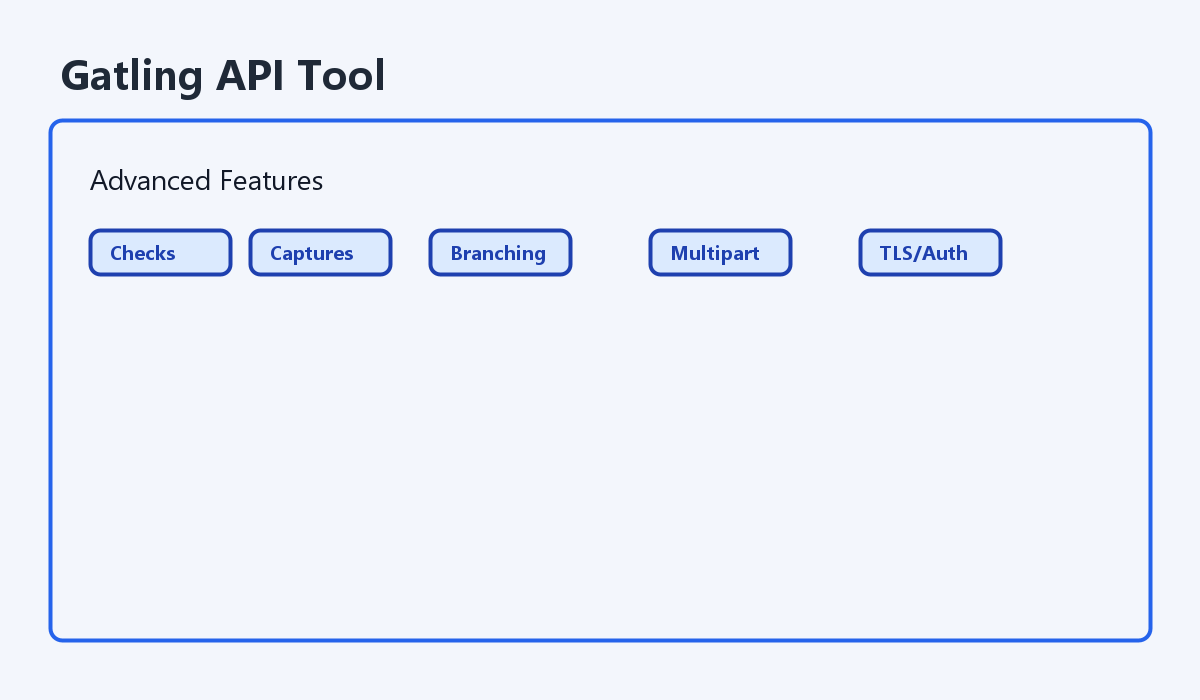 Gatling API Tool
Advanced Features
Checks Captures Branching Multipart TLS/Auth